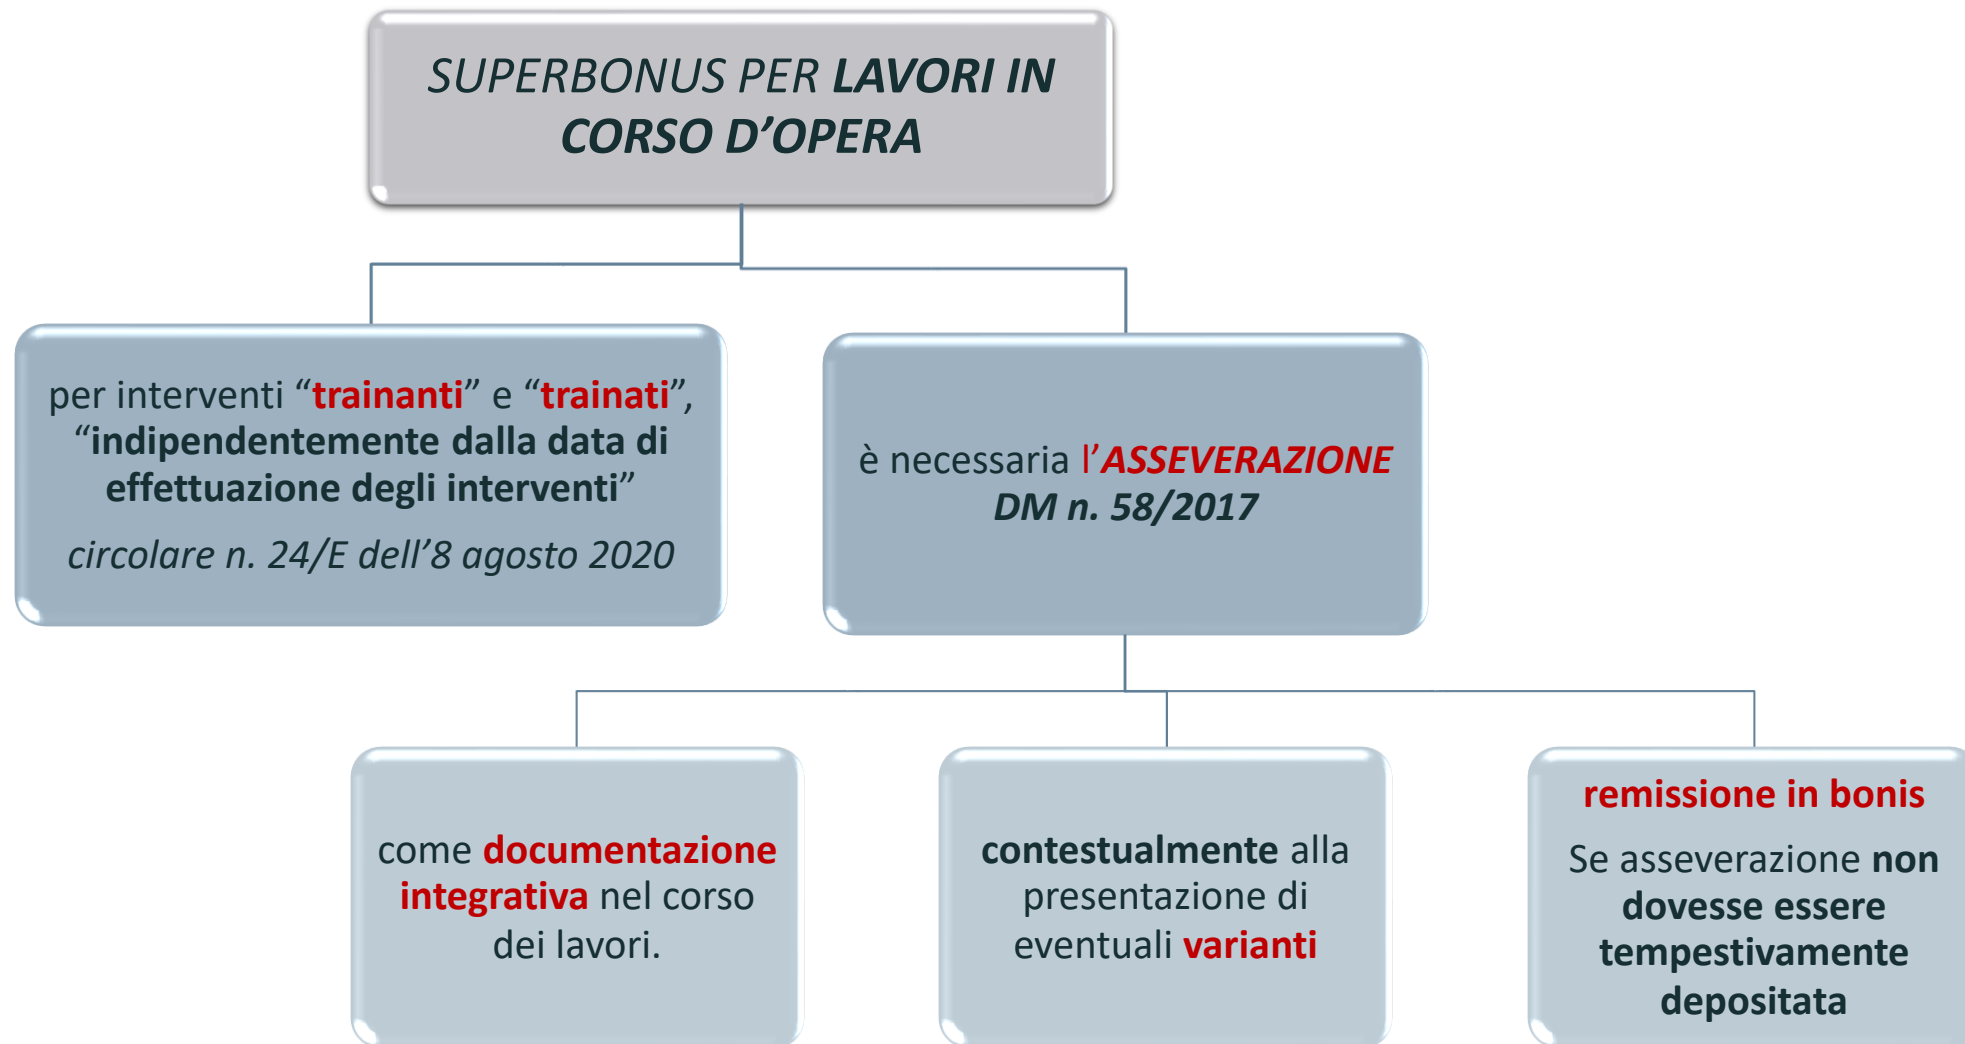 SUPERBONUS PER LAVORI IN
CORSO D’OPERA
per interventi “trainanti” e “trainati”,
“indipendentemente dalla data di
effettuazione degli interventi”
circolare n. 24/E dell’8 agosto 2020
è necessaria l’ASSEVERAZIONE
DM n. 58/2017
come documentazione
integrativa nel corso
dei lavori.
contestualmente alla
presentazione di
eventuali varianti
remissione in bonis
Se asseverazione non
dovesse essere
tempestivamente
depositata